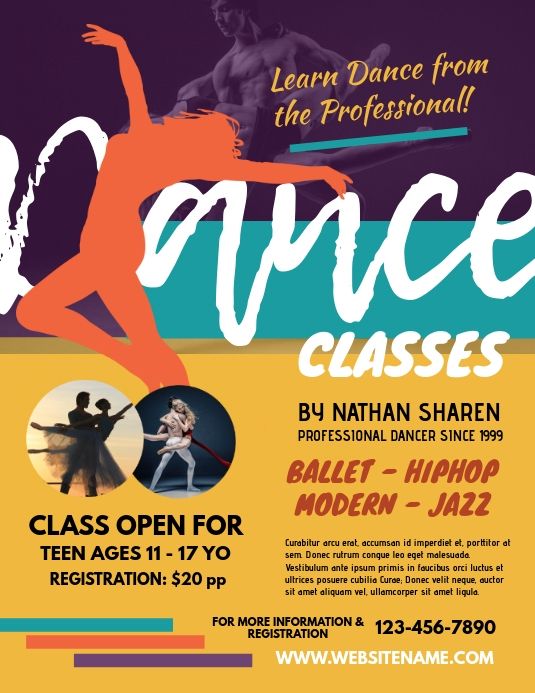 Learn Dance from
the Professional!
Dance
CLASSES
BY NATHAN SHAREN
PROFESSIONAL DANCER SINCE 1999
BALLET - HIPHOP
MODERN - JAZZ
CLASS OPEN FOR
TEEN AGES 11 - 17 YO
REGISTRATION: $20 pp
Curabitur arcu erat, accumsan id imperdiet et, porttitor at
sem. Donec rutrum congue leo eget malesuada.
Vestibulum ante ipsum primis in faucibus orci luctus et
ultrices posuere cubilia Curae; Donec velit neque, auctor
sit amet aliquam vel, ullamcorper sit amet ligula.
FOR MORE INFORMATION &
REGISTRATION
123-456-7890
WWW.WEBSITENAME.COM